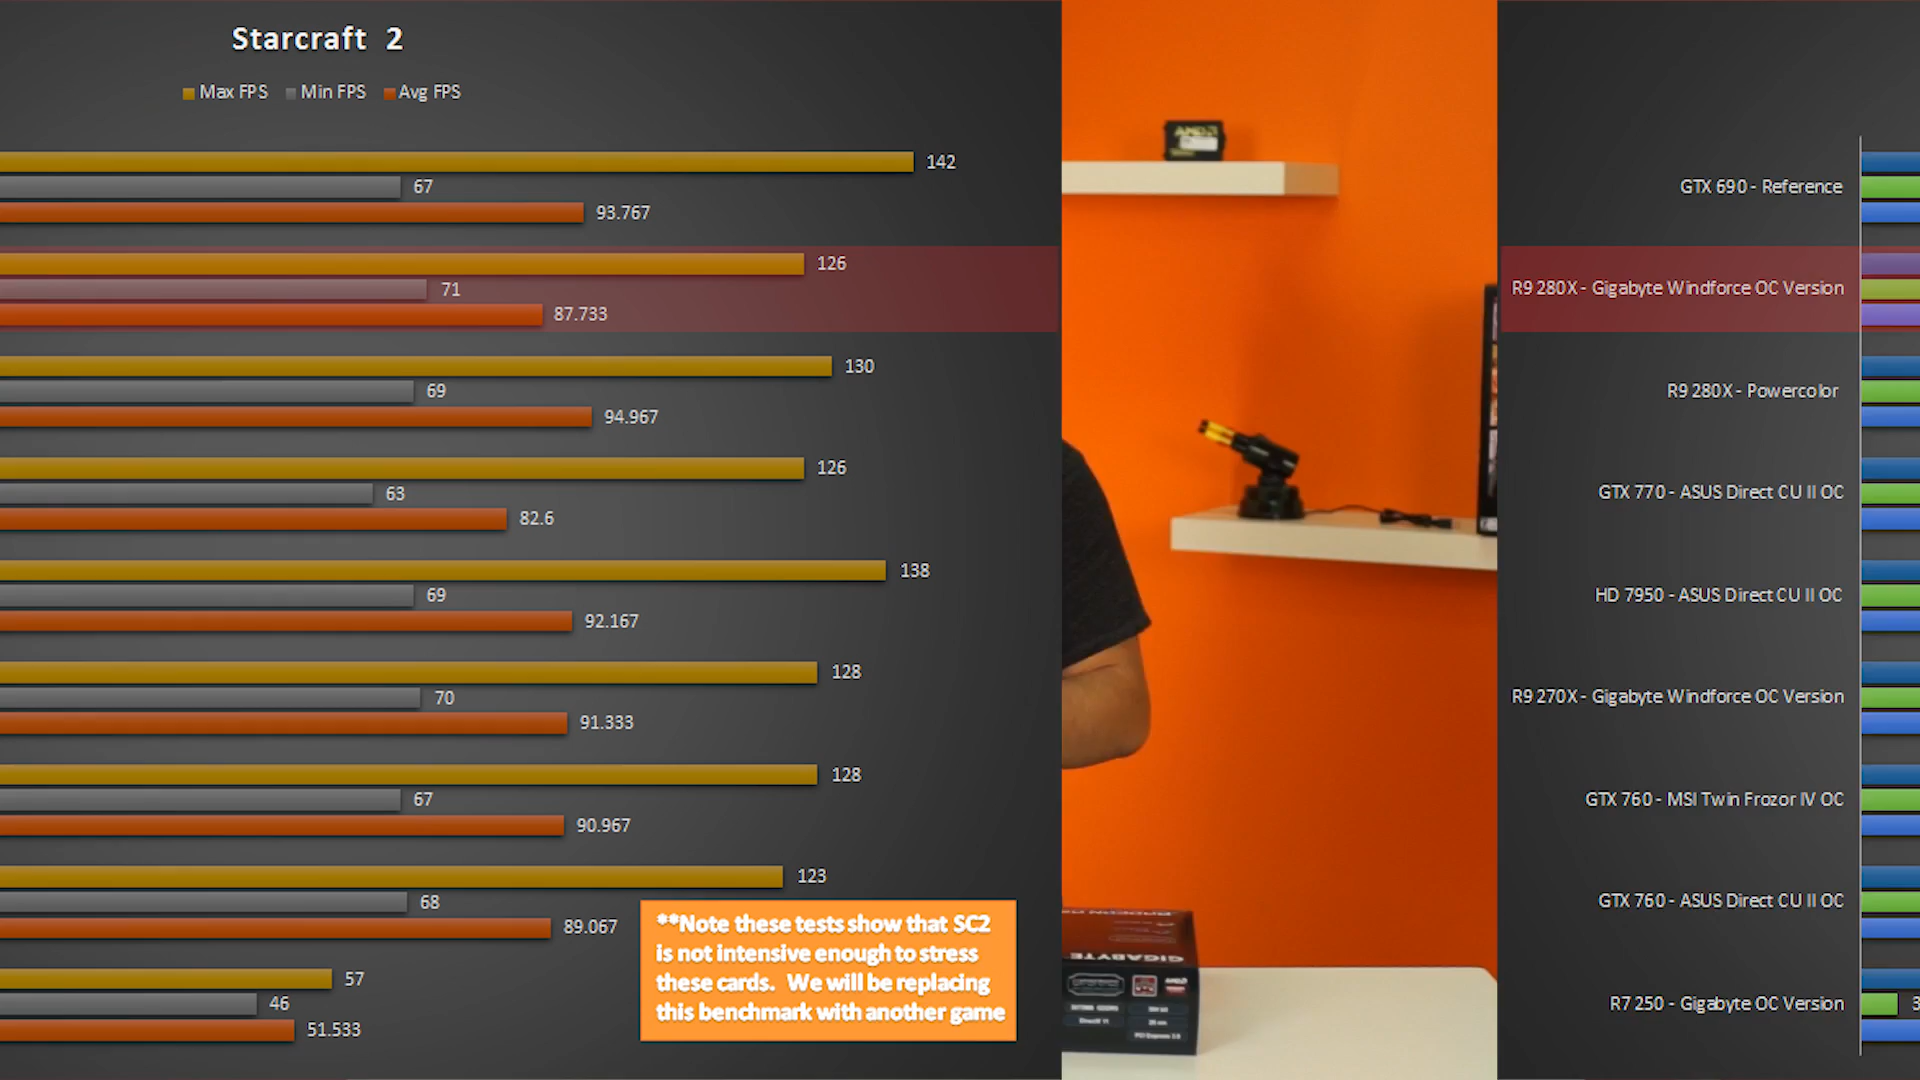 Starcraft 2
Max FPS Min FPS Avg FPS
142
67
93.767
126
71
87.733
130
69
94.967
126
63
82.6
138
69
92.167
128
70
91.333
128
67
90.967
123
68
89.067
57
46
51.533
**Note these tests show that SC2
is not intensive enough to stress
these cards. We will be replacing
this benchmark with another game
AMD
GIGABYTE
AMD
GTX 690 - Reference
R9 280X - Gigabyte Windforce OC Version
R9 280X - Powercolor
GTX 770 - ASUS Direct CU II OC
HD 7950 - ASUS Direct CU II OC
R9 270X - Gigabyte Windforce OC Version
GTX 760 - MSI Twin Frozor IV OC
GTX 760 - ASUS Direct CU II OC
R7 250 - Gigabyte OC Version
3